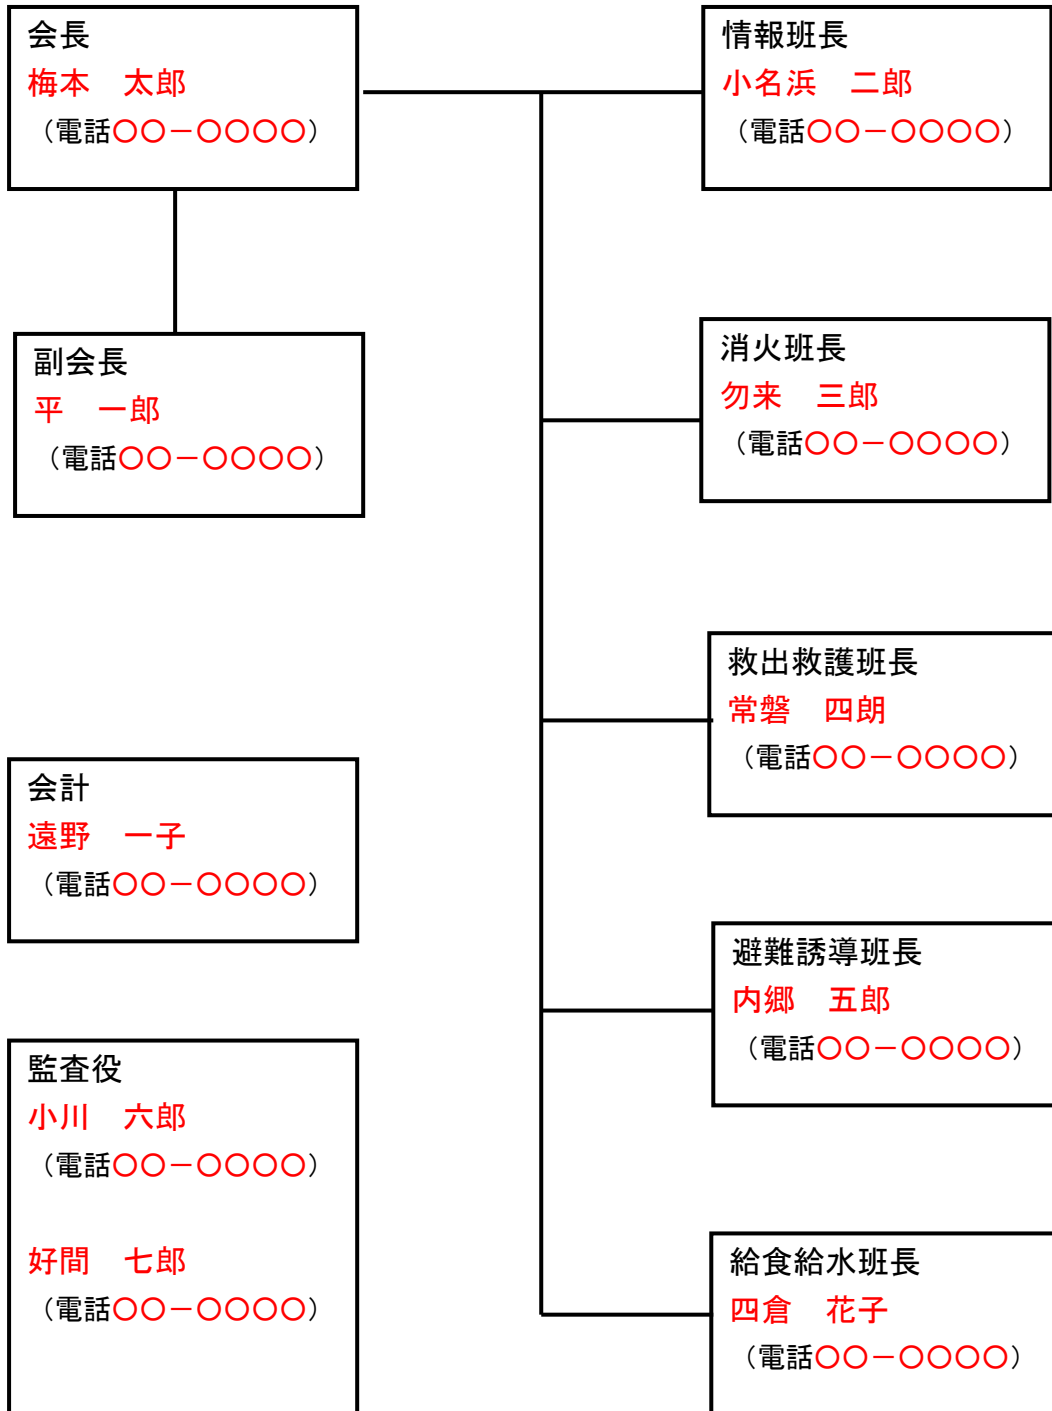 会長
梅本　太郎
（電話〇〇－〇〇〇〇）
副会長
平　一郎
（電話〇〇－〇〇〇〇）
会計
遠野　一子
（電話〇〇－〇〇〇〇）
監査役
小川　六郎
（電話〇〇－〇〇〇〇）
好間　七郎
（電話〇〇－〇〇〇〇）
情報班長
小名浜　二郎
（電話〇〇－〇〇〇〇）
消火班長
勿来　三郎
（電話〇〇－〇〇〇〇）
救出救護班長
常磐　四朗
（電話〇〇－〇〇〇〇）
避難誘導班長
内郷　五郎
（電話〇〇－〇〇〇〇）
給食給水班長
四倉　花子
（電話〇〇－〇〇〇〇）